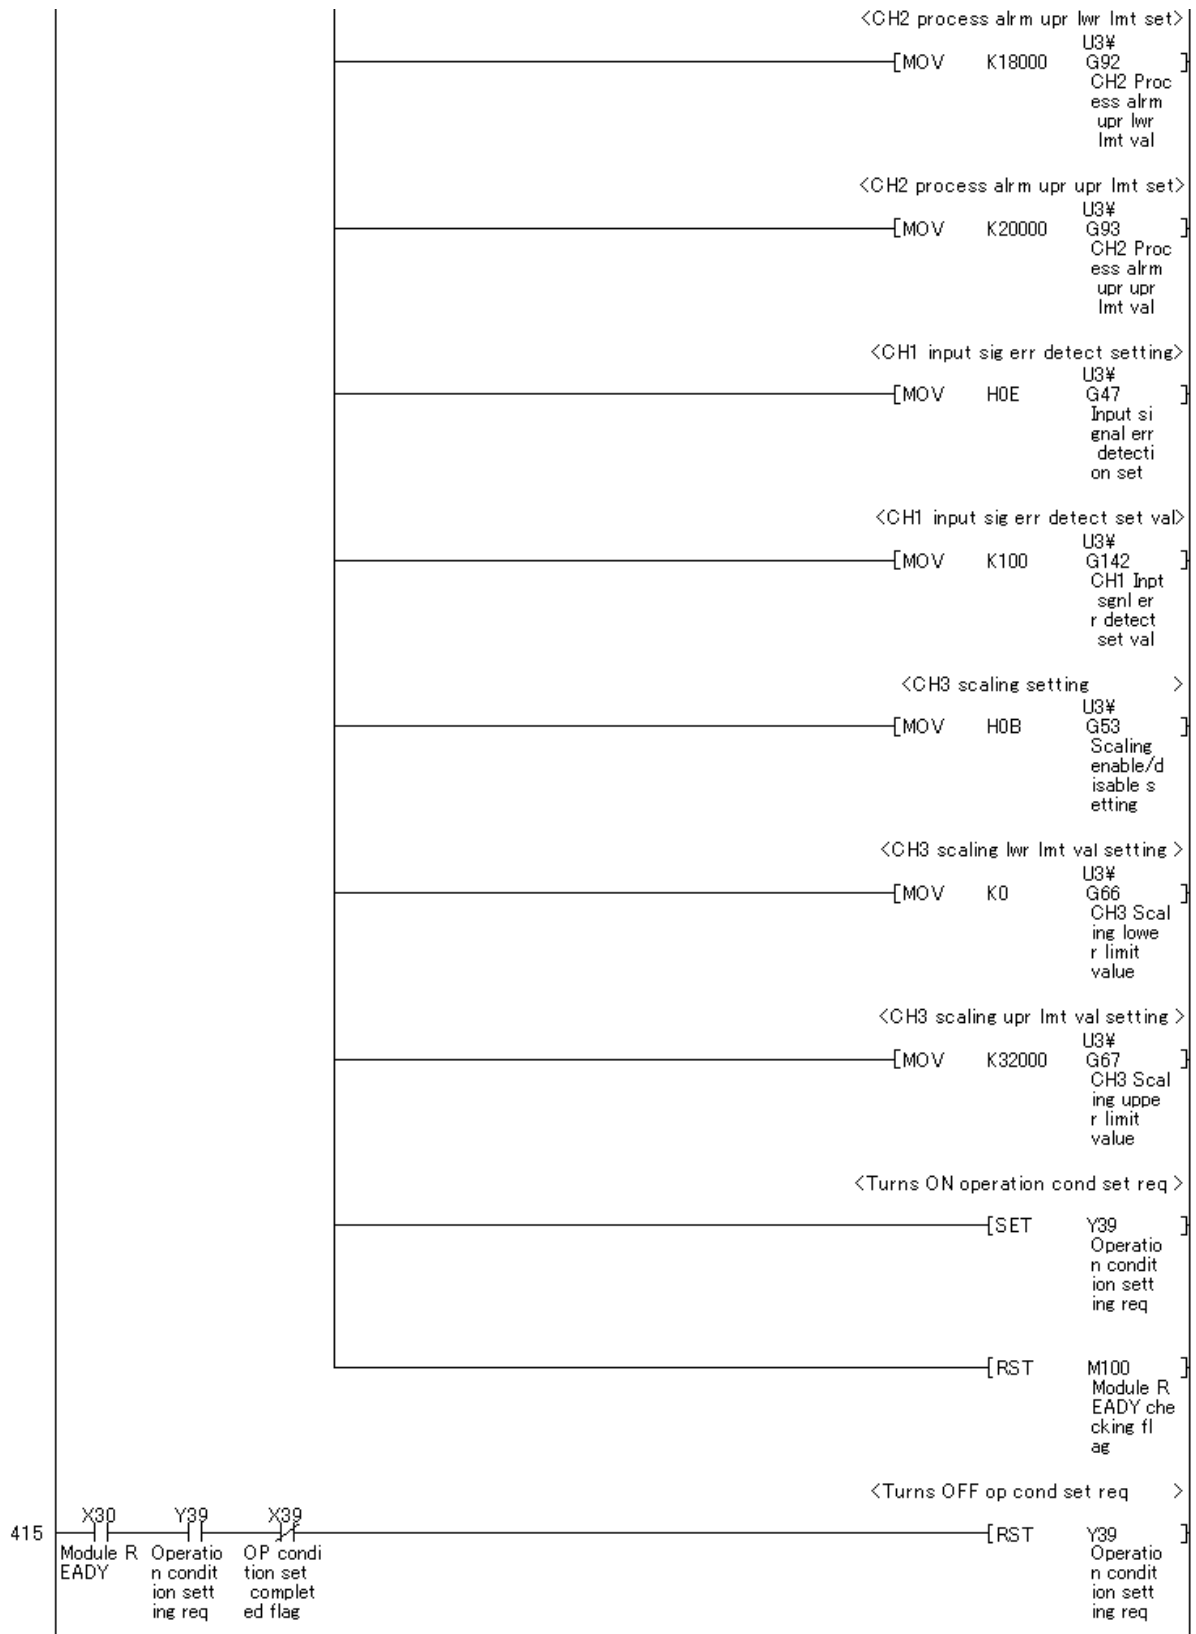 <CH2 process alrm upr lwr lmt set>
U3¥
[MOV K18000 G92 ]
CH2 Proc
ess alrm
upr lwr
lmt val
<CH2 process alrm upr upr lmt set>
U3¥
[MOV K20000 G93 ]
CH2 Proc
ess alrm
upr upr
lmt val
<CH1 input sig err detect setting>
U3¥
[MOV H0E G47 ]
Input si
gnal err
detecti
on set
<CH1 input sig err detect set val>
U3¥
[MOV K100 G142 ]
CH1 Inpt
sgnl er
r detect
set val
<CH3 scaling setting >
U3¥
[MOV H0B G53 ]
Scaling
enable/d
isable s
etting
<CH3 scaling lwr lmt val setting >
U3¥
[MOV K0 G66 ]
CH3 Scal
ing lowe
r limit
value
<CH3 scaling upr lmt val setting >
U3¥
[MOV K32000 G67 ]
CH3 Scal
ing uppe
r limit
value
<Turns ON operation cond set req >
[SET Y39 ]
Operatio
n condit
ion sett
ing req
[RST M100 ]
Module R
EADY che
cking fl
ag
<Turns OFF op cond set req >
X30 Y39 X39
415 [RST Y39 ]
Module R Operatio OP condi Operatio
EADY n condit tion set n condit
ion sett complet ion sett
ing req ed flag ing req